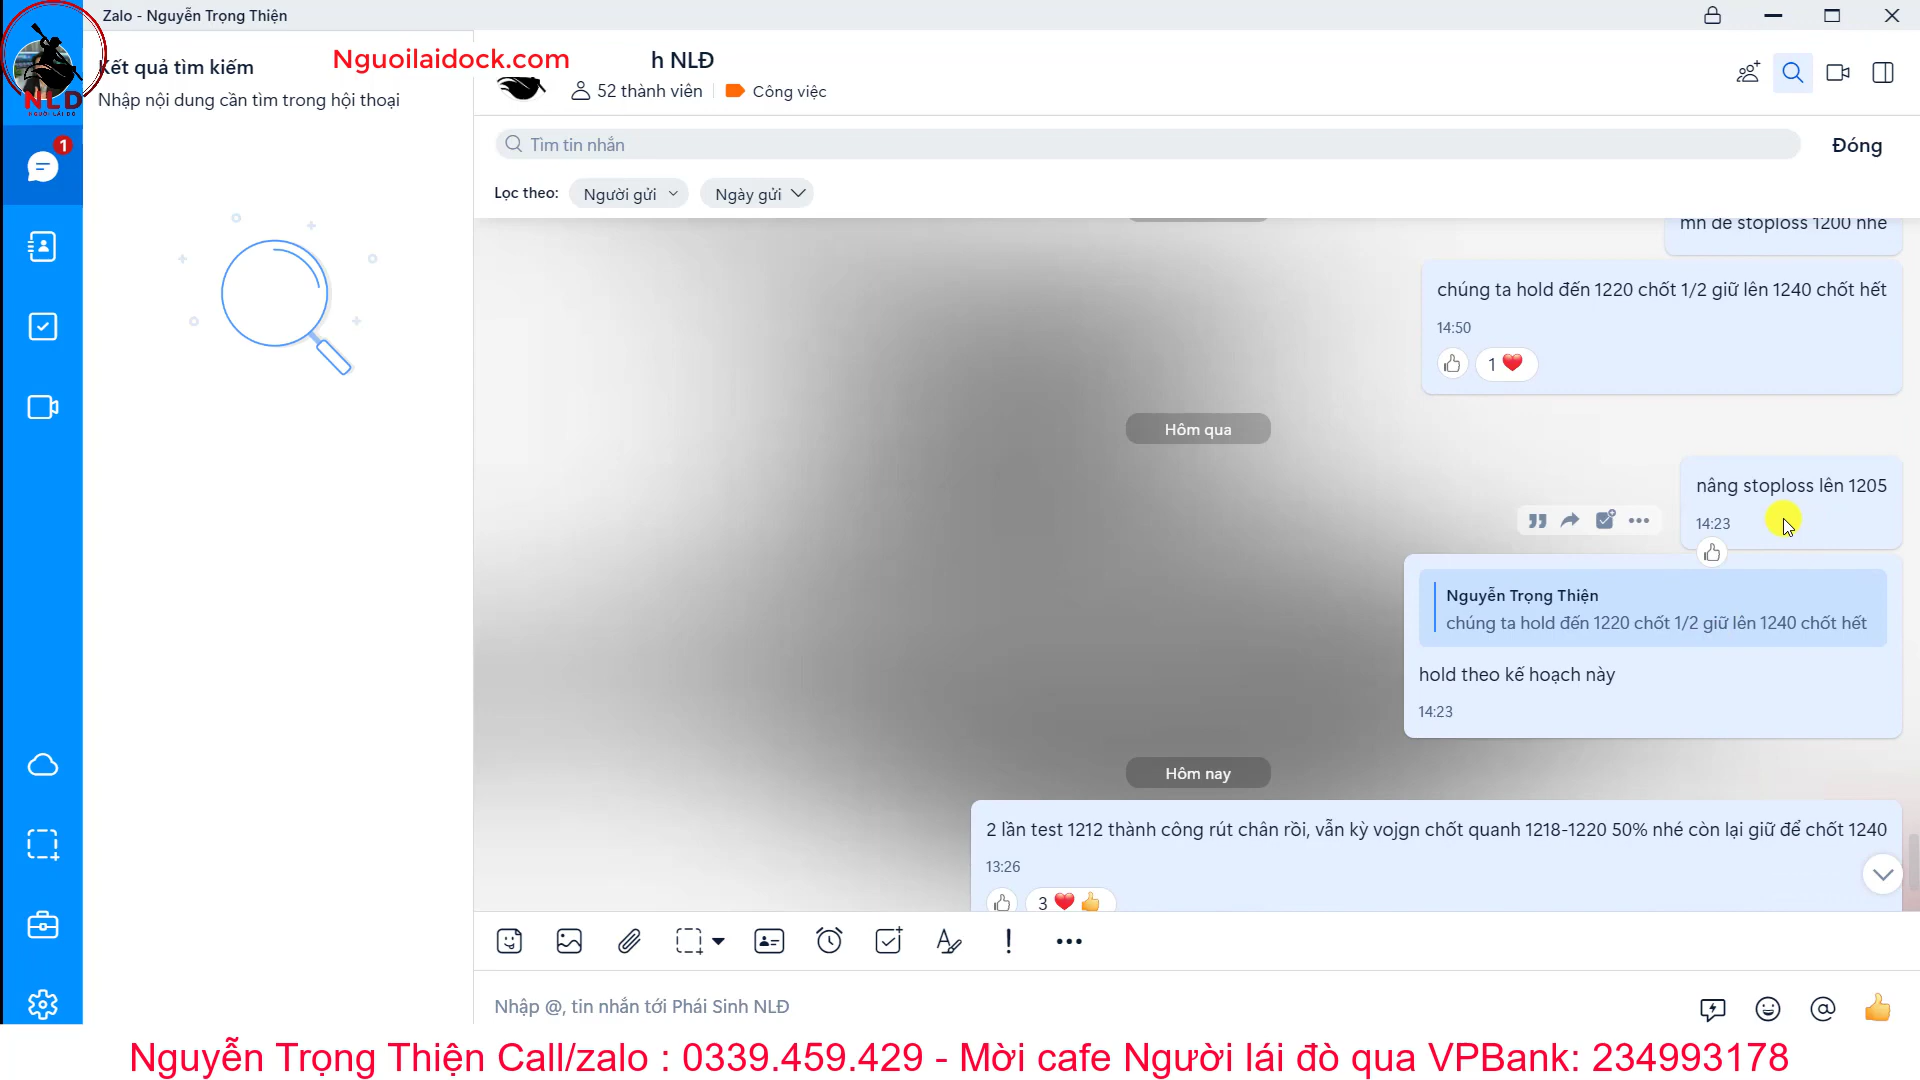 Zalo - Nguyễn Trọng Thiện
Kết quả tìm kiếm
Nhập nội dung cần tìm trong hội thoại
NLD
NGƯỜI LÁI ĐÒ
1
Nguoilaidock.com
h NLĐ
52 thành viên
Công việc
Tìm tin nhắn
Đóng
Lọc theo:
Người gửi
Ngày gửi
mn để stoploss 1200 nhé
chúng ta hold đến 1220 chốt 1/2 giữ lên 1240 chốt hết
14:50
1
Hôm qua
nâng stoploss lên 1205
14:23
Nguyễn Trọng Thiện
chúng ta hold đến 1220 chốt 1/2 giữ lên 1240 chốt hết
hold theo kế hoạch này
14:23
Hôm nay
2 lần test 1212 thành công rút chân rồi, vẫn kỳ vojgn chốt quanh 1218-1220 50% nhé còn lại giữ để chốt 1240
13:26
3
Nhập @, tin nhắn tới Phái Sinh NLĐ
Nguyễn Trọng Thiện Call/zalo : 0339.459.429 - Mời cafe Người lái đò qua VPBank: 234993178